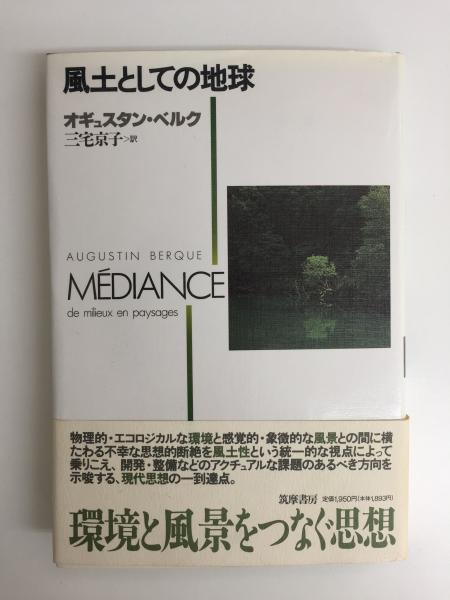 風土としての地球
オギュスタン・ベルク
三宅京子>訳
AUGUSTIN BERQUE
MÉDIANCE
de milieux en paysages
物理的・エコロジカルな環境と感覚的・象徴的な風景との間に横
たわる不幸な思想的断絶を風土性という統一的な視点によって
乗りこえ、開発・整備などのアクチュアルな課題のあるべき方向を
示唆する、現代思想の一到達点。
筑摩書房 定価1,950円(本体1,893円)
環境と風景をつなぐ思想